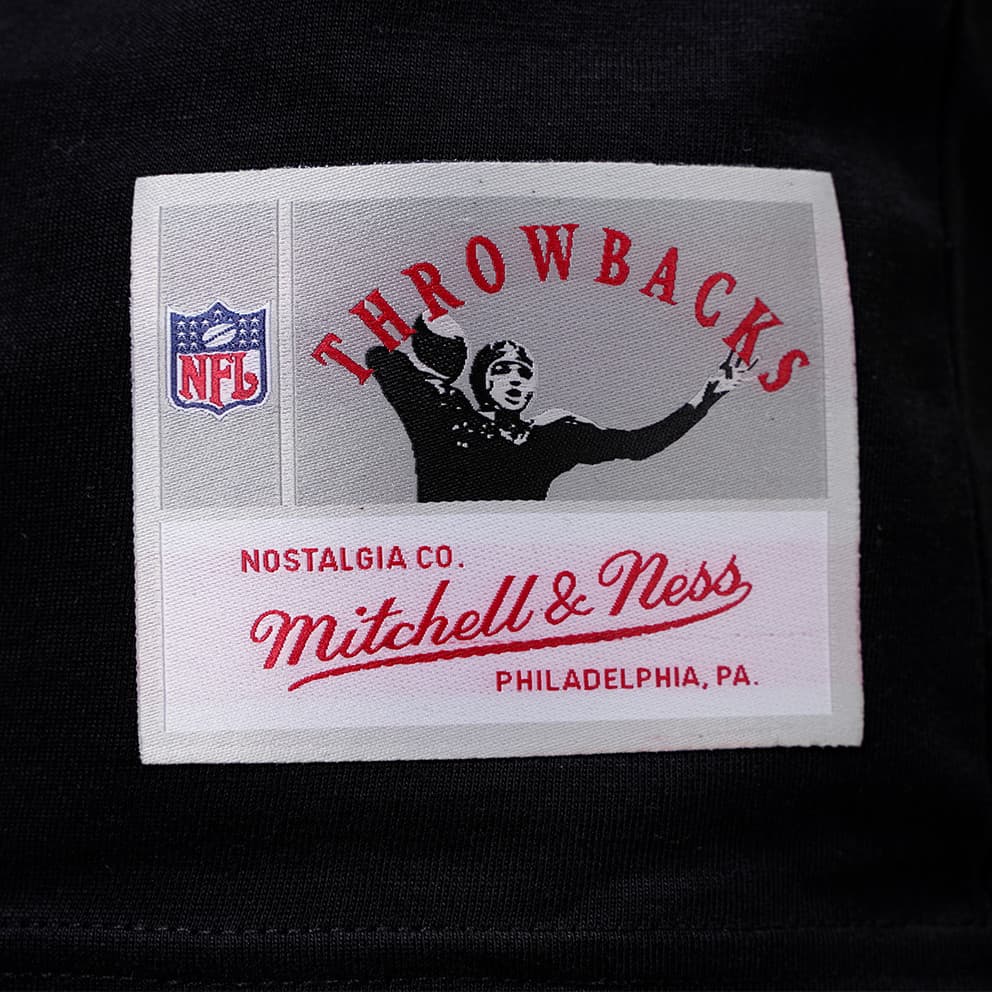 THROWBACKS
NFL
NOSTALGIA CO.
Mitchell & Ness
PHILADELPHIA, PA.